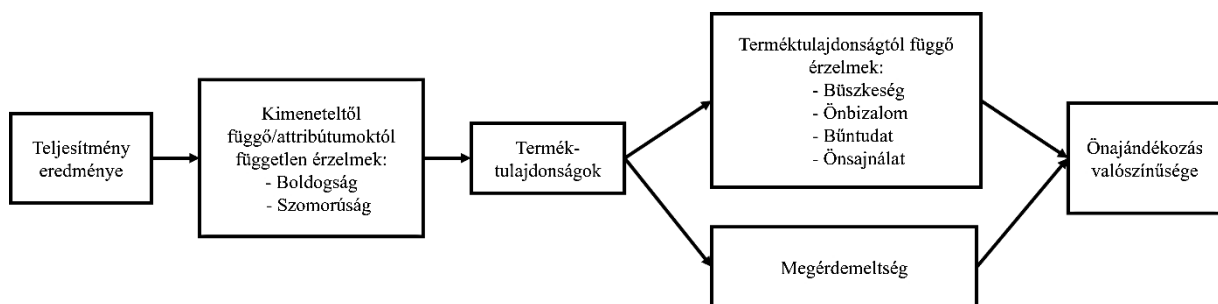 Teljesítmény
eredménye
Kimeneteltől
függő/attribútumoktól
független érzelmek:
- Boldogság
- Szomorúság
Termék-
tulajdonságok
Terméktulajdonságtól függő
érzelmek:
- Büszkeség
- Önbizalom
- Bűntudat
- Önsajnálat
Megérdemeltség
Önajándékozás
valószínűsége